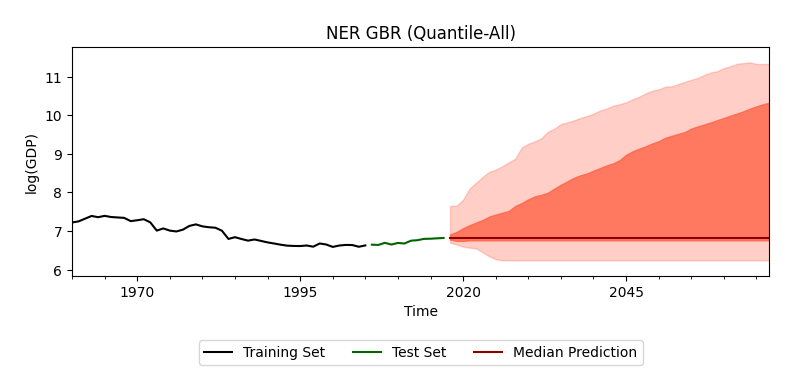 NER GBR (Quantile-All)
log(GDP)
11
10
9
8
7
6
1970
1995
2020
2045
Time
Training Set
Test Set
Median Prediction